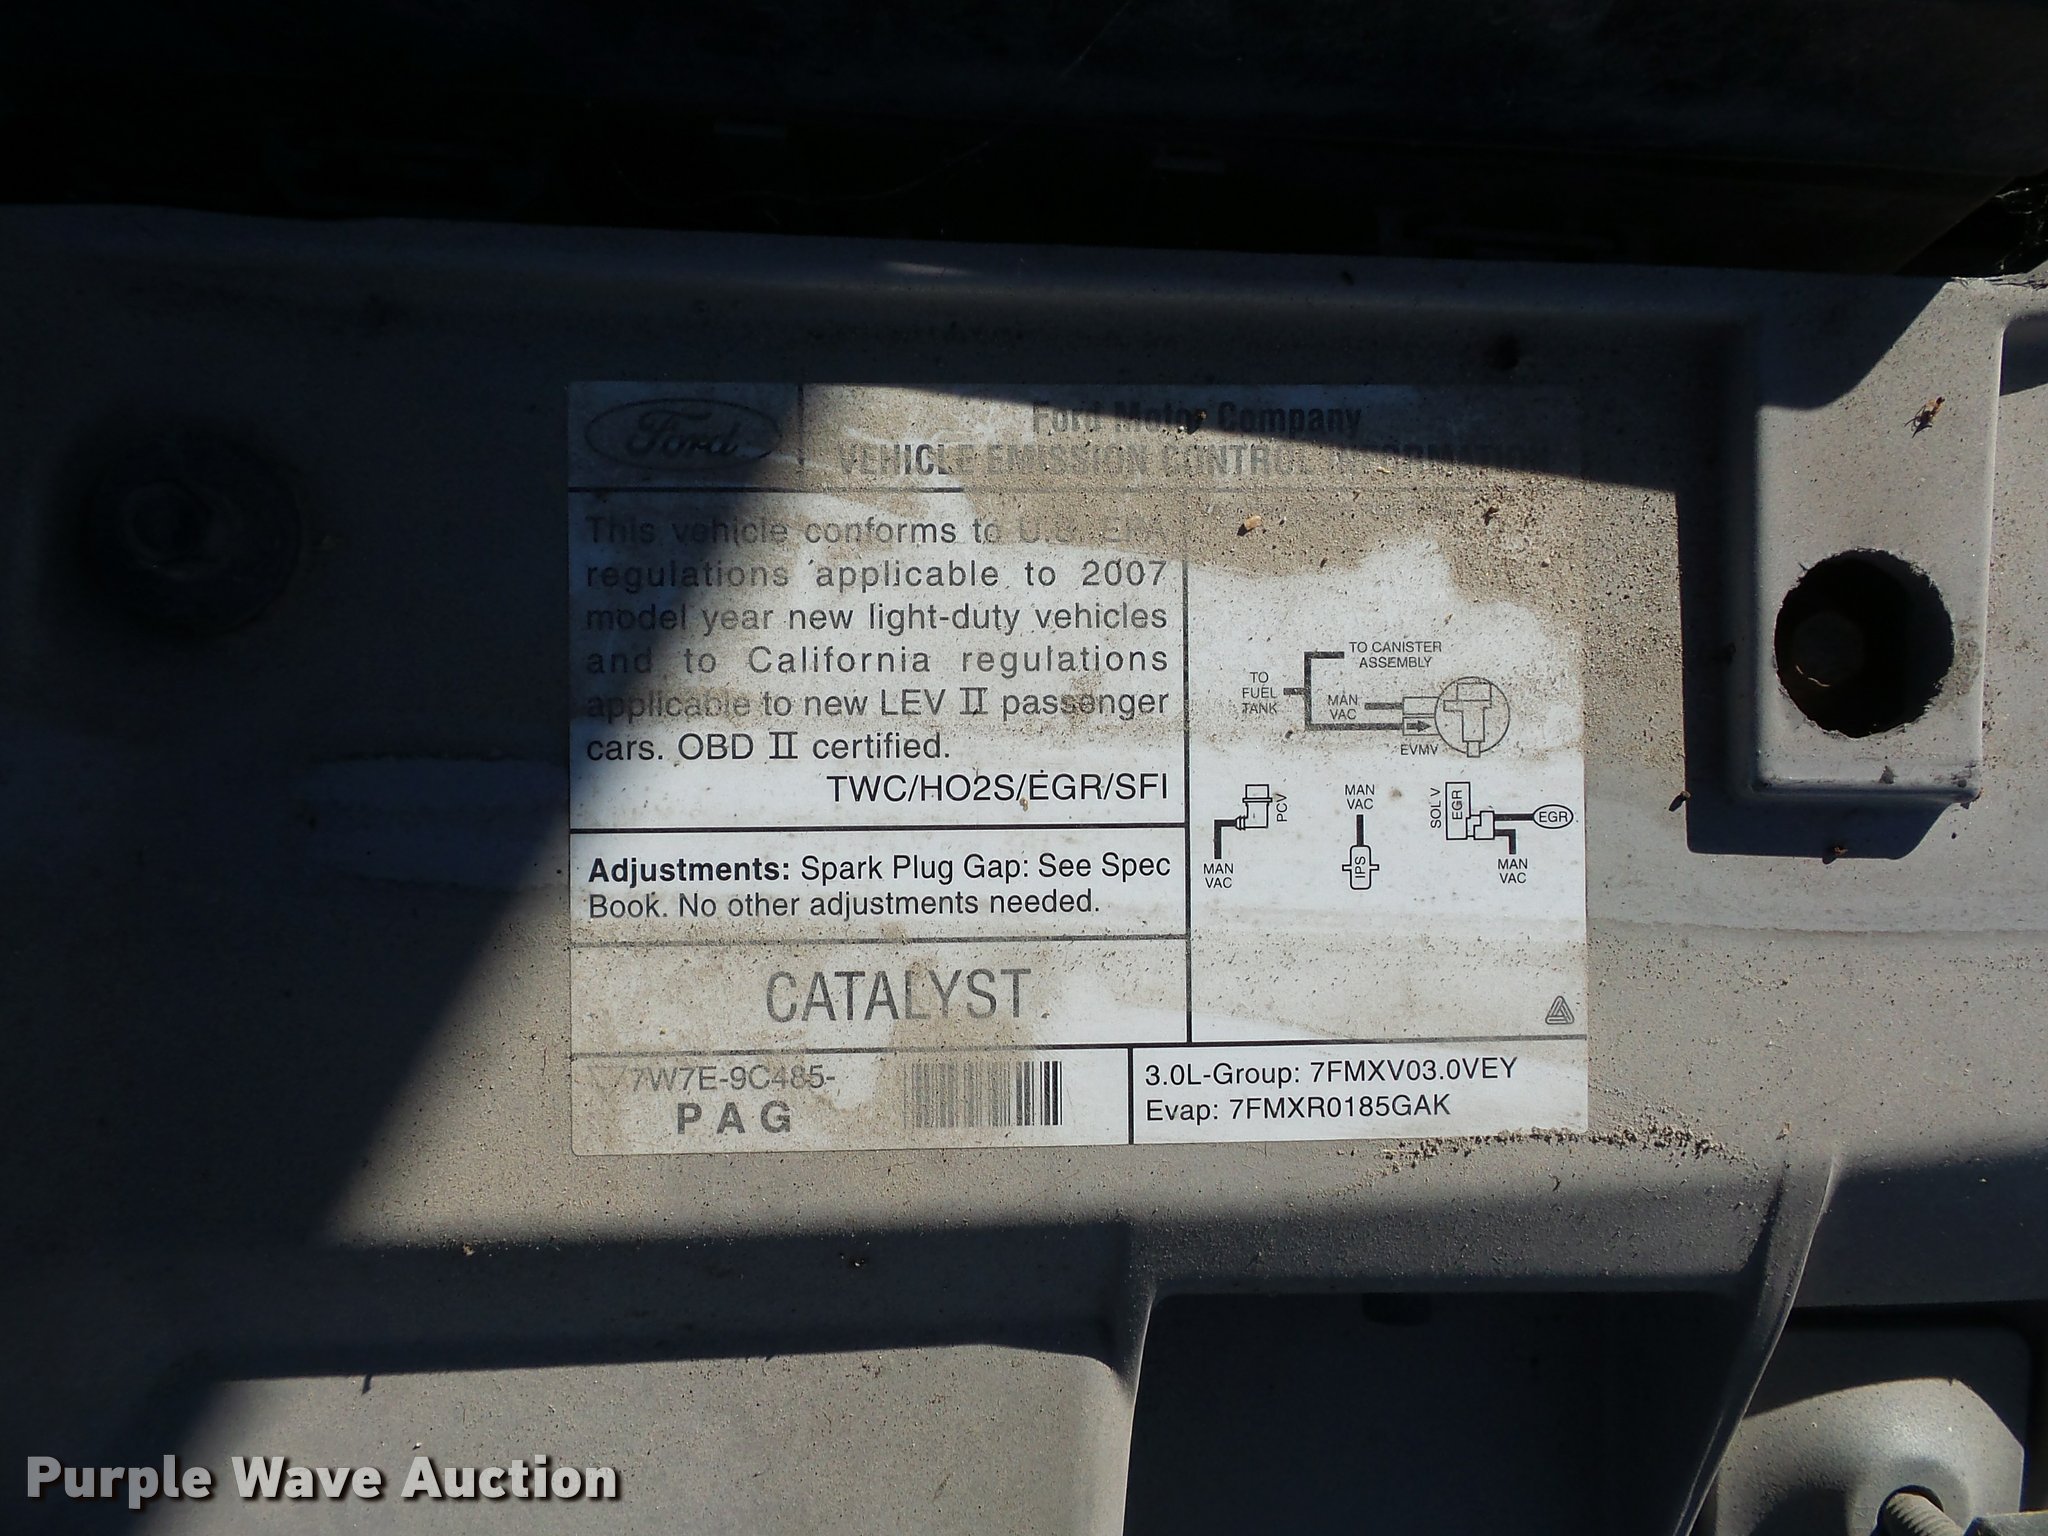 Ford
Ford Motor Company
VEHICLE EMISSION CONTROL INFORMATION
This vehicle conforms to U.S. EPA
regulations applicable to 2007
model year new light-duty vehicles
and to California regulations
applicable to new LEV II passenger
cars. OBD II certified.
TWC/HO2S/EGR/SFI
Adjustments: Spark Plug Gap: See Spec
Book. No other adjustments needed.
CATALYST
7W7E-9C485-
PAG
TO CANISTER
ASSEMBLY
TO
FUEL
TANK
MAN
VAC
EVMV
PCV
MAN
VAC
MAN
VAC
IPS
SOL V
EGR
EGR
MAN
VAC
3.0L-Group: 7FMXV03.0VEY
Evap: 7FMXR0185GAK
Purple Wave Auction